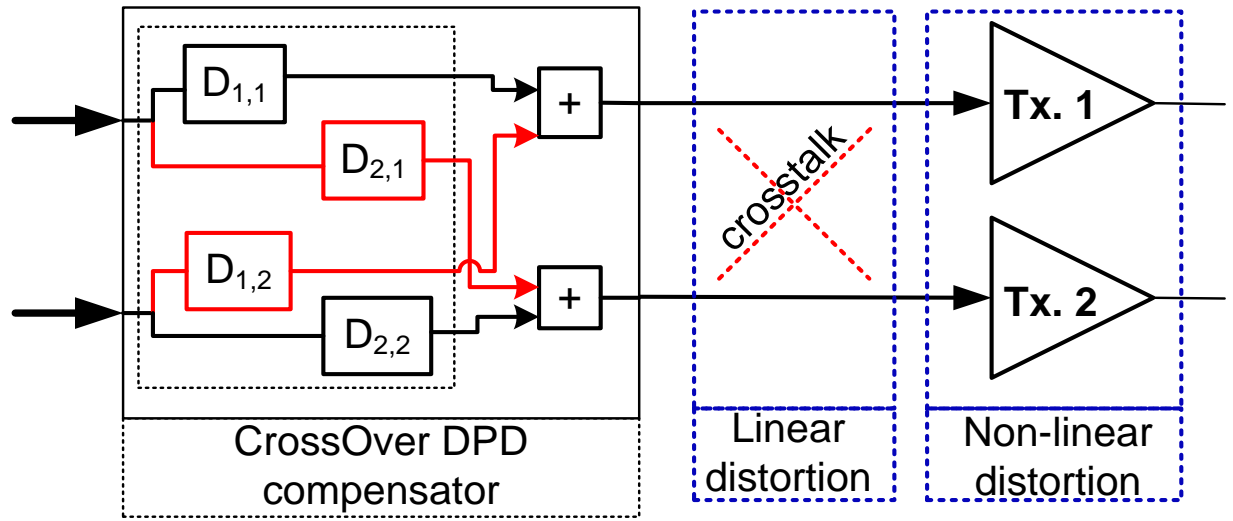 D1,1
+
D2,1
D1,2
+
D2,2
crosstalk
Tx. 1
Tx. 2
CrossOver DPD
compensator
Linear
distortion
Non-linear
distortion